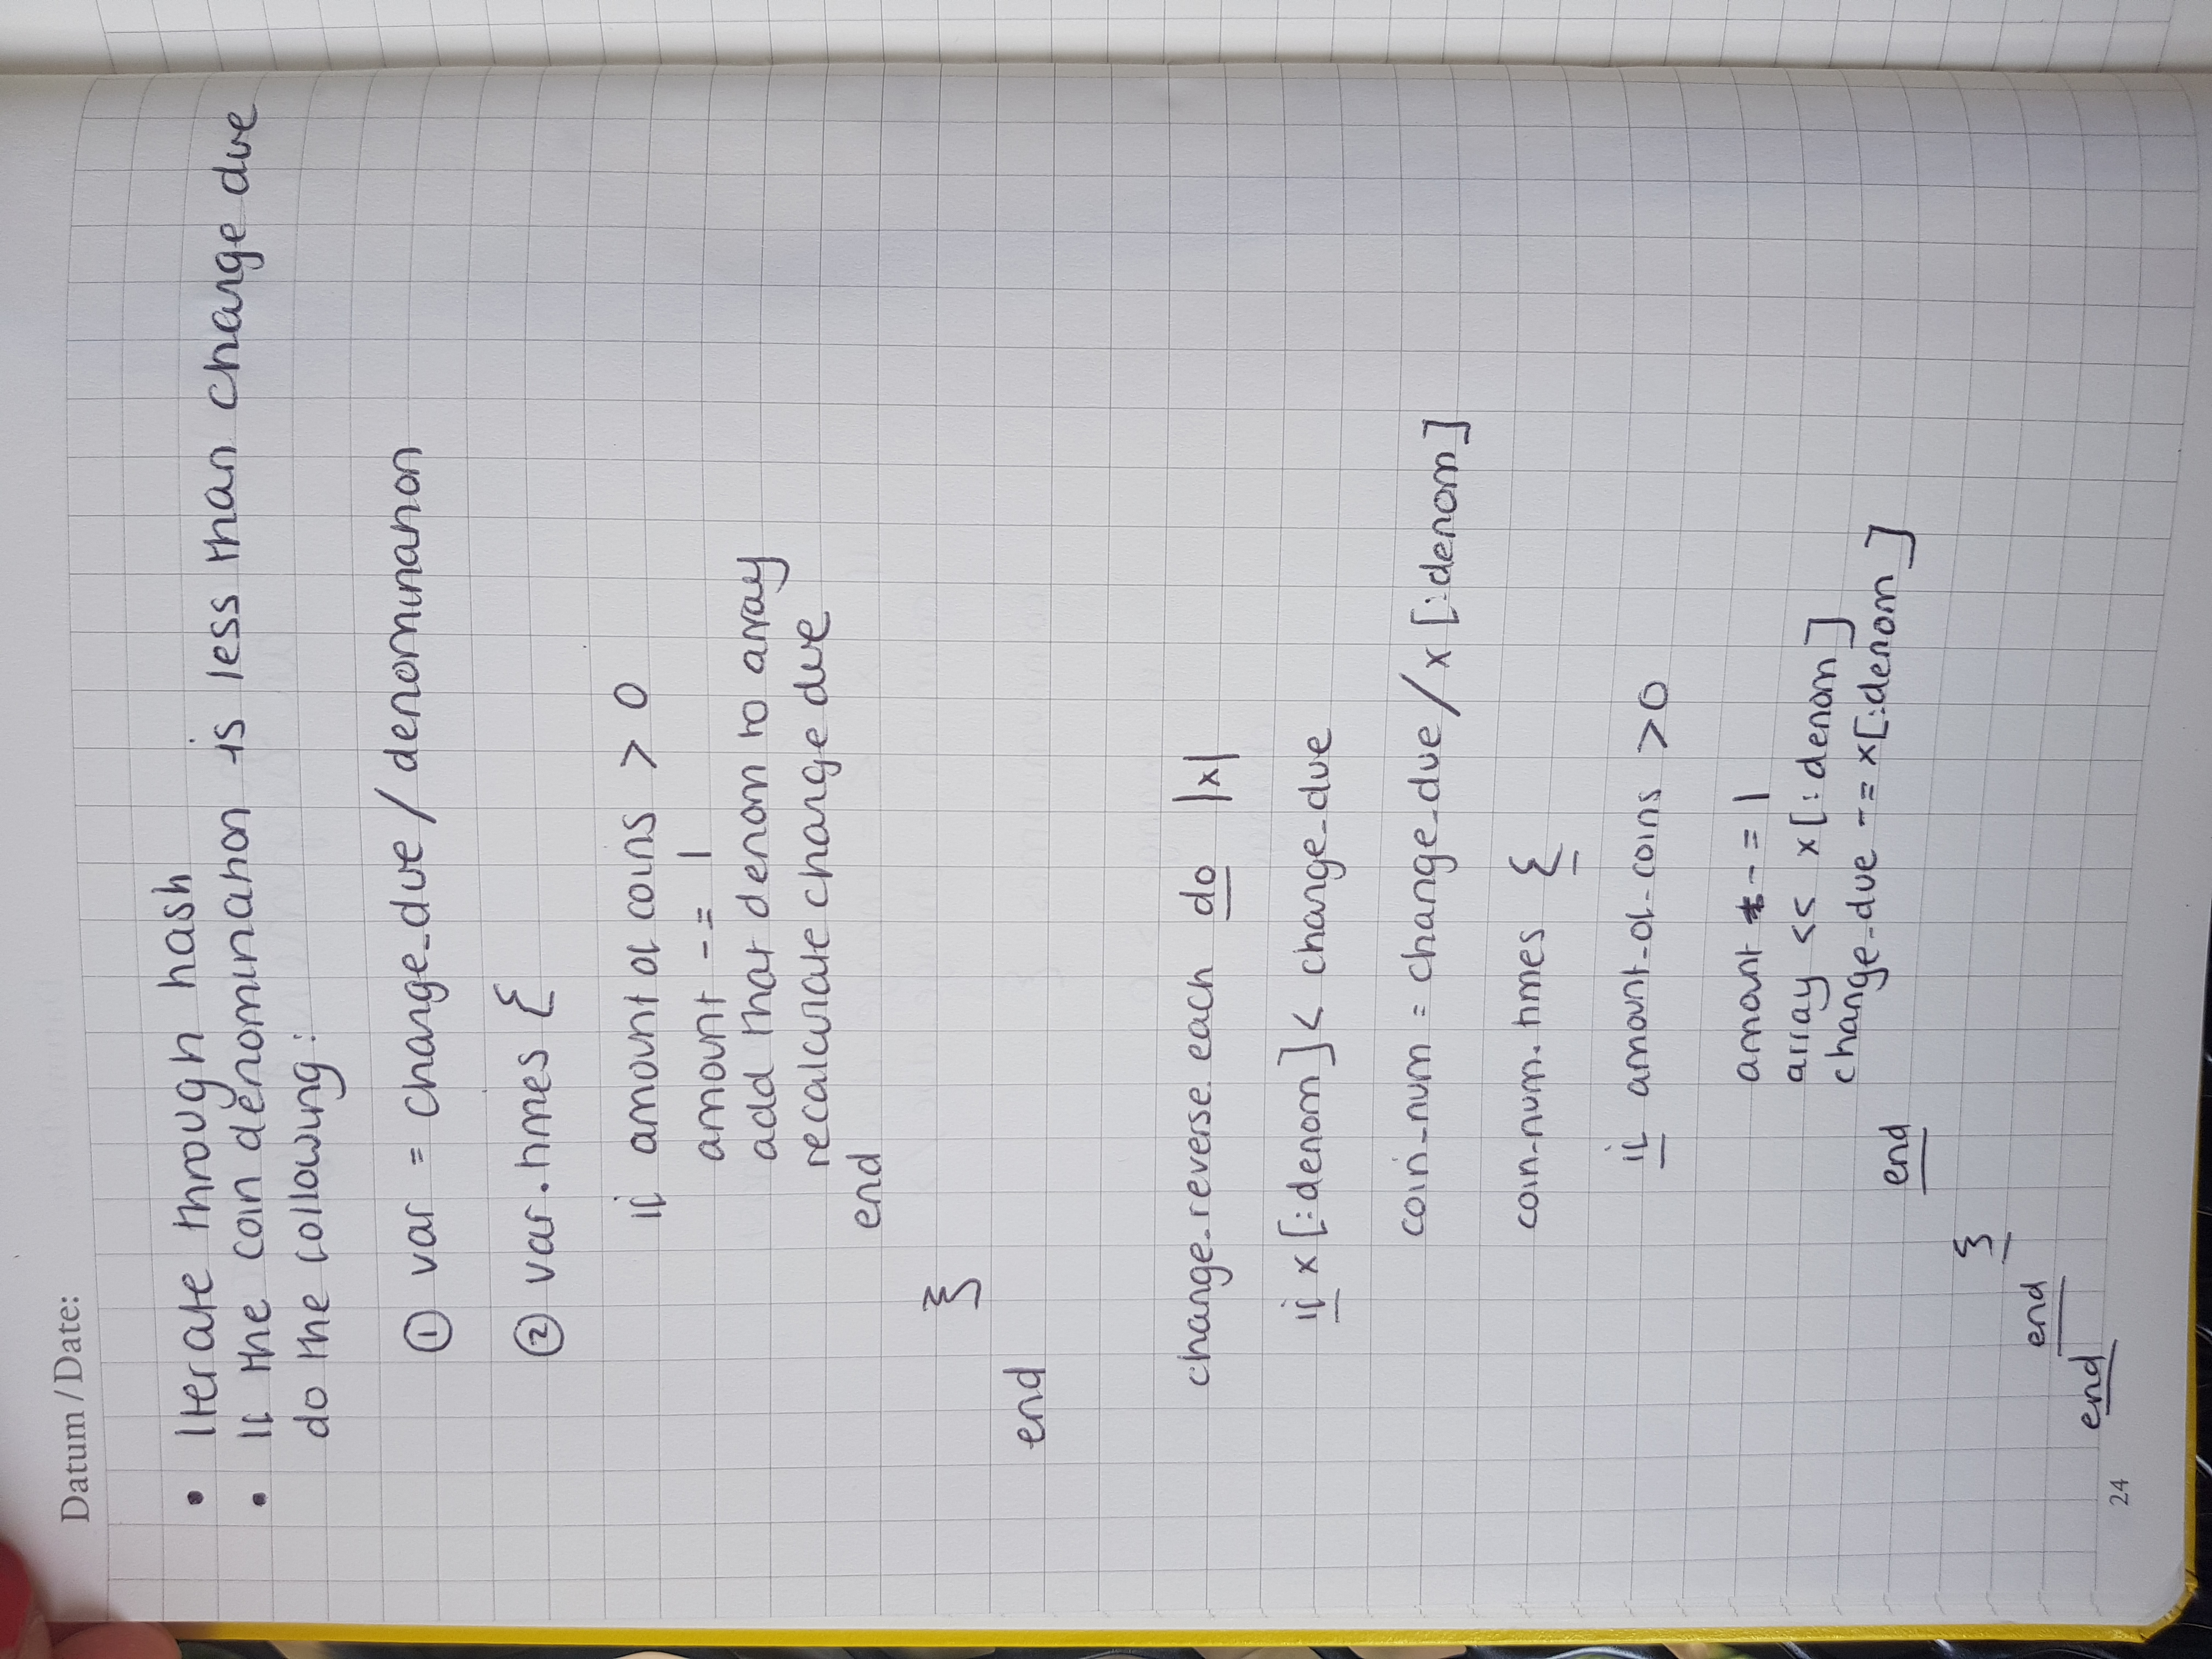 Datum / Date:
• Iterate through hash
• If the coin denomination is less than change due
do the following:
① var = change_due / denomination
② var.times {
if amount of coins > 0
amount -= 1
add that denom to array
recalculate change due
end
}
end
change.reverse.each do |x|
if x [:denom] < change_due
coin_num = change_due / x [:denom]
coin_num.times {
if amount_of_coins > 0
amount -= 1
array << x[:denom]
change_due -= x[:denom]
end
}
end
end
24